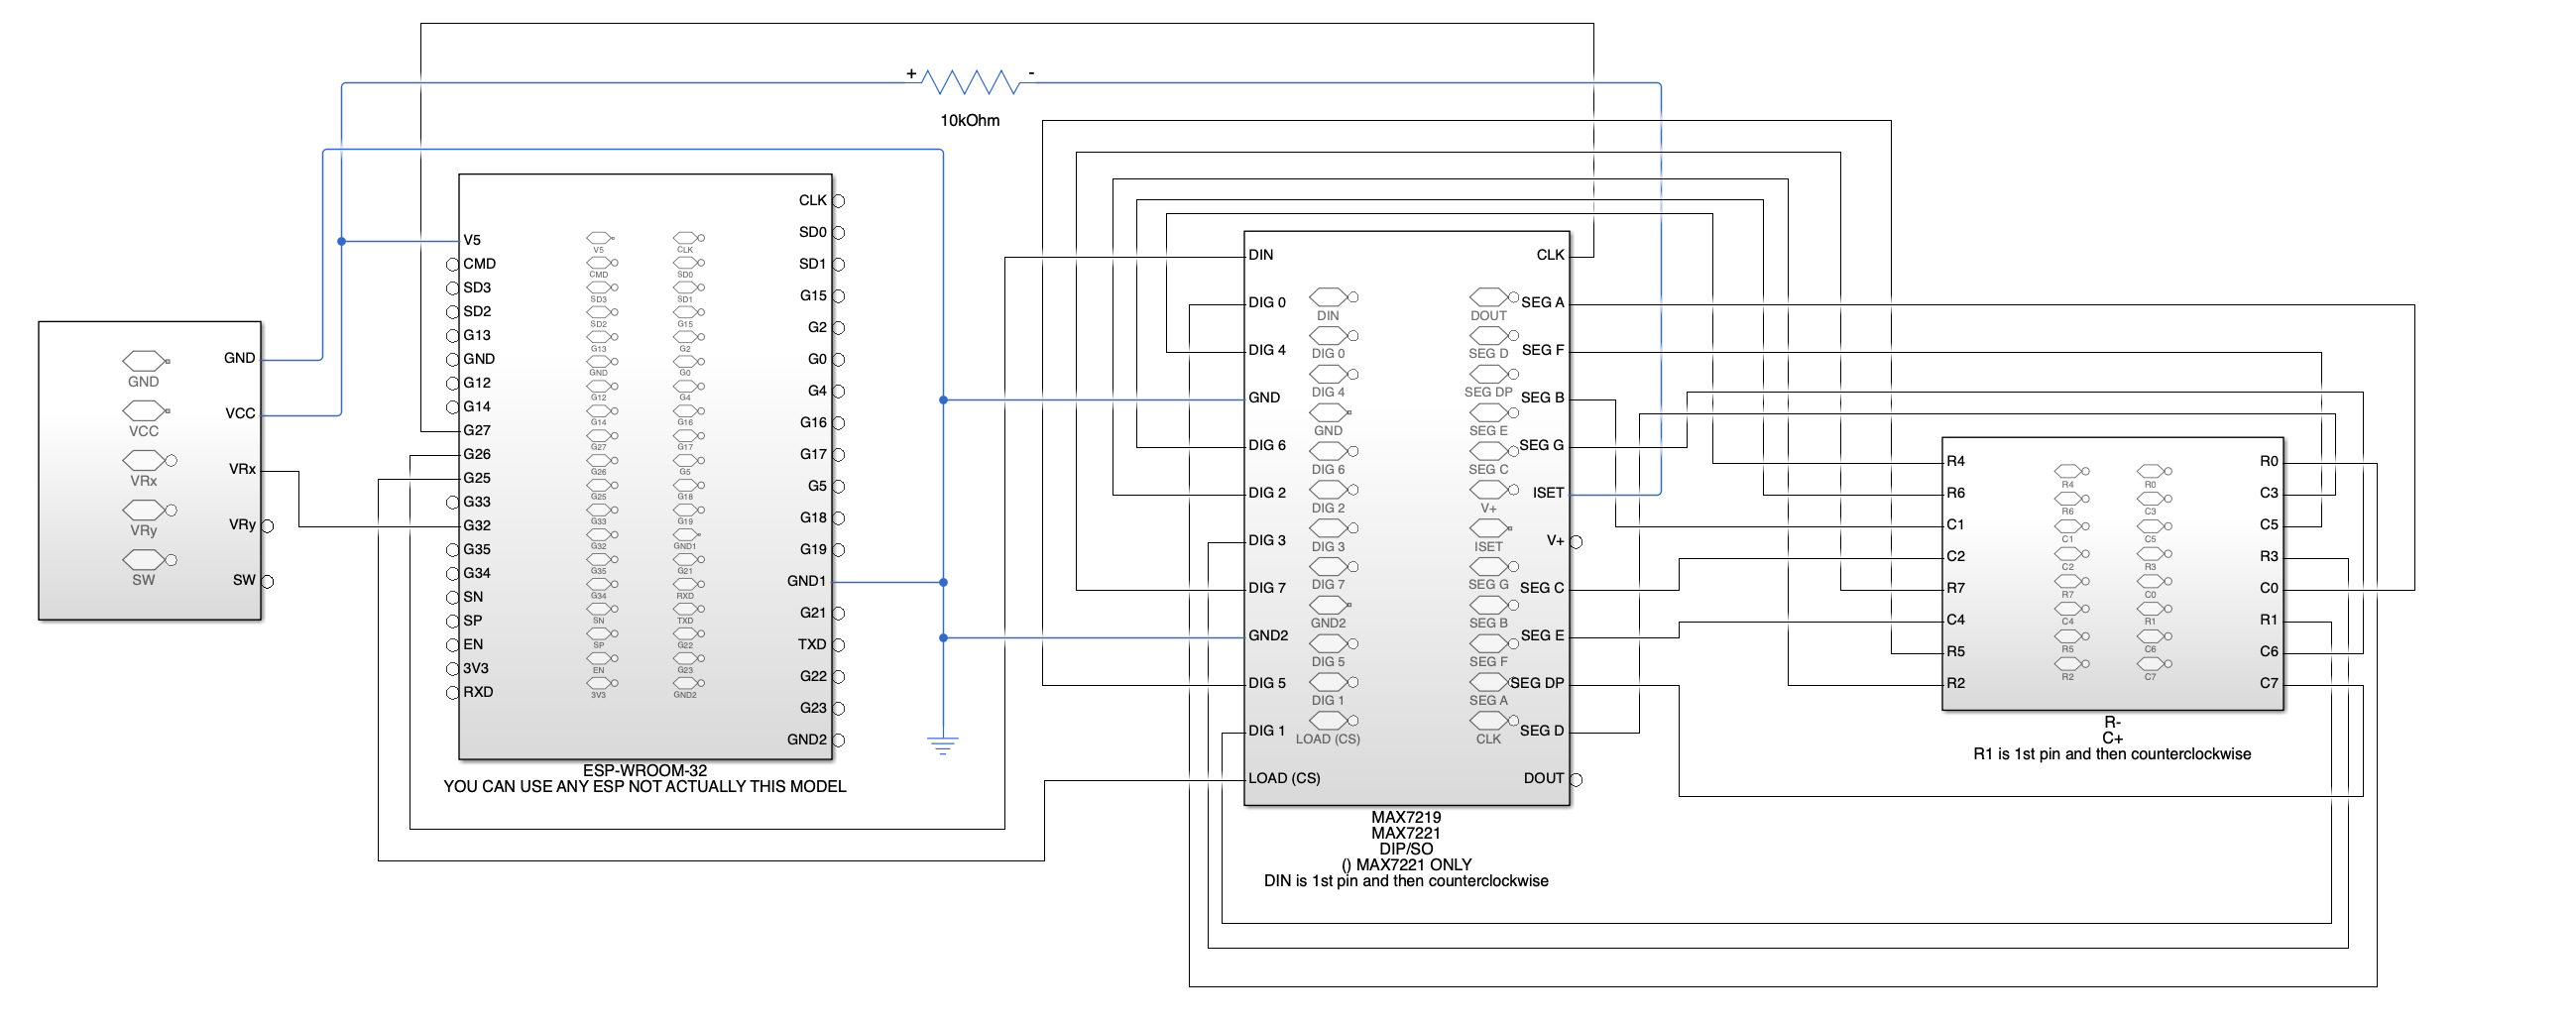 +
-
10kOhm
GND
VCC
VRx
VRy
SW
GND
VCC
VRx
VRy
SW
V5
CMD
SD3
SD2
G13
GND
G12
G14
G27
G26
G25
G33
G32
G35
G34
SN
SP
EN
3V3
RXD
V5
CMD
SD3
SD2
G13
GND
G12
G14
G27
G26
G25
G33
G32
G35
G34
SN
SP
EN
3V3
CLK
SD0
SD1
G15
G2
G0
G4
G16
G17
G5
G18
G19
GND1
G21
RXD
TXD
G22
G23
GND2
CLK
SD0
SD1
G15
G2
G0
G4
G16
G17
G5
G18
G19
GND1
G21
TXD
G22
G23
GND2
ESP-WROOM-32
YOU CAN USE ANY ESP NOT ACTUALLY THIS MODEL
DIN
DIG 0
DIG 4
GND
DIG 6
DIG 2
DIG 3
DIG 7
GND2
DIG 5
DIG 1
LOAD (CS)
DIN
DIG 0
DIG 4
GND
DIG 6
DIG 2
DIG 3
DIG 7
GND2
DIG 5
DIG 1
LOAD (CS)
DOUT
SEG D
SEG DP
SEG E
SEG C
V+
ISET
SEG G
SEG B
SEG F
SEG A
CLK
CLK
SEG A
SEG F
SEG B
SEG G
ISET
V+
SEG C
SEG E
SEG DP
SEG D
DOUT
MAX7219
MAX7221
DIP/SO
() MAX7221 ONLY
DIN is 1st pin and then counterclockwise
R4
R6
C1
C2
R7
C4
R5
R2
R4
R6
C1
C2
R7
C4
R5
R2
R0
C3
C5
R3
C0
R1
C6
C7
R0
C3
C5
R3
C0
R1
C6
C7
R-
C+
R1 is 1st pin and then counterclockwise